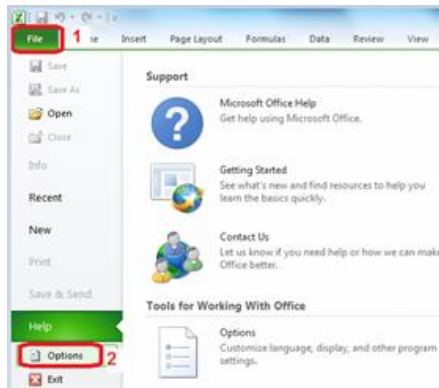 File 1 Insert Page Layout Formulas Data Review View
Save
Save As
Open
Close
Info
Recent
New
Print
Save & Send
Help
Options 2
Exit
Support
Microsoft Office Help
Get help using Microsoft Office.
Getting Started
See what's new and find resources to help you
learn the basics quickly.
Contact Us
Let us know if you need help or how we can make
Office better.
Tools for Working With Office
Options
Customize language, display, and other program
settings.